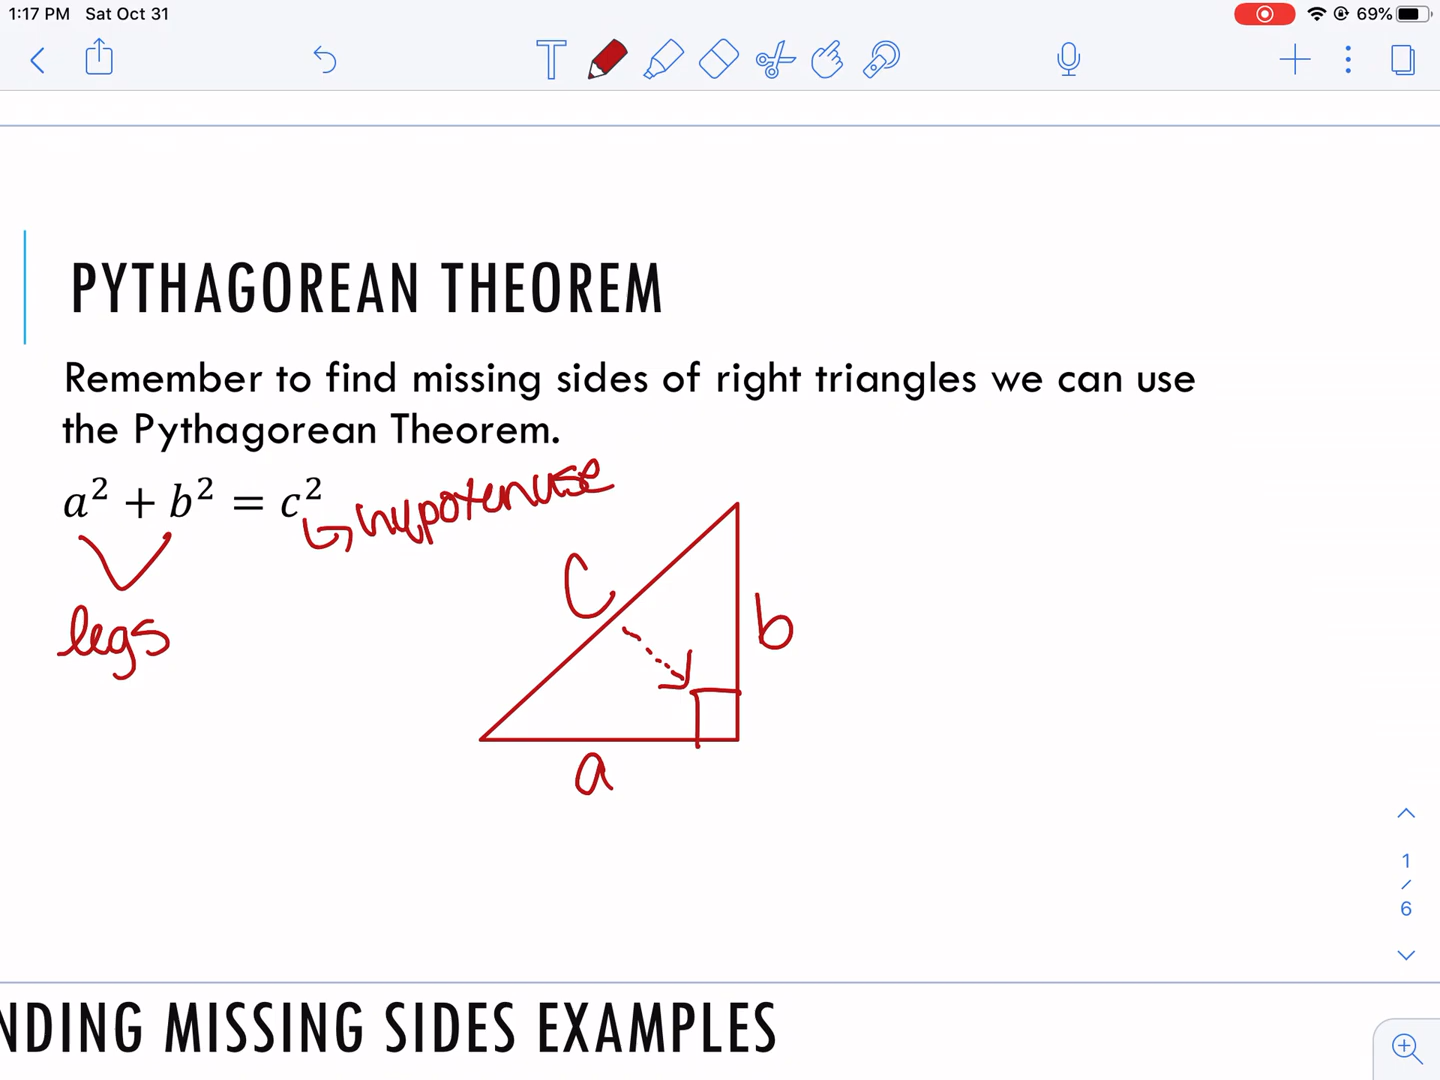 1:17 PM Sat Oct 31
69%
T
PYTHAGOREAN THEOREM
Remember to find missing sides of right triangles we can use
the Pythagorean Theorem.
a² + b² = c²
hypotenuse
legs
C
b
a
1
/
6
NDING MISSING SIDES EXAMPLES